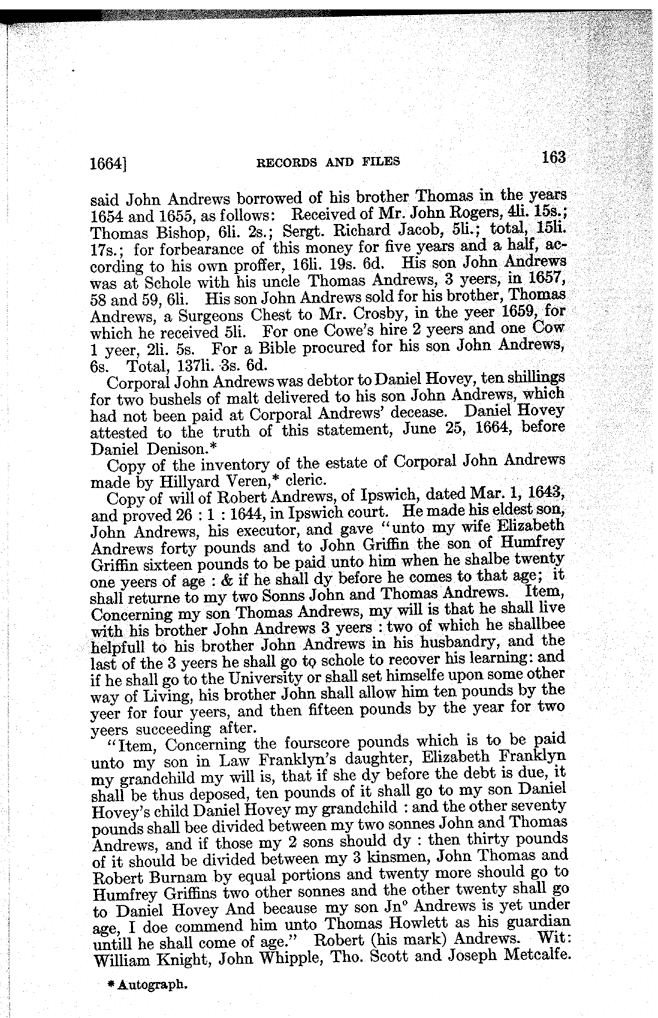 1664] RECORDS AND FILES 163
said John Andrews borrowed of his brother Thomas in the years
1654 and 1655, as follows: Received of Mr. John Rogers, 4li. 15s.;
Thomas Bishop, 6li. 2s.; Sergt. Richard Jacob, 5li.; total, 15li.
17s.; for forbearance of this money for five years and a half, ac-
cording to his own proffer, 16li. 19s. 6d. His son John Andrews
was at Schole with his uncle Thomas Andrews, 3 yeers, in 1657,
58 and 59, 6li. His son John Andrews sold for his brother, Thomas
Andrews, a Surgeons Chest to Mr. Crosby, in the yeer 1659, for
which he received 5li. For one Cowe's hire 2 yeers and one Cow
1 yeer, 2li. 5s. For a Bible procured for his son John Andrews,
6s. Total, 137li. 3s. 6d.
Corporal John Andrews was debtor to Daniel Hovey, ten shillings
for two bushels of malt delivered to his son John Andrews, which
had not been paid at Corporal Andrews' decease. Daniel Hovey
attested to the truth of this statement, June 25, 1664, before
Daniel Denison.*
Copy of the inventory of the estate of Corporal John Andrews
made by Hillyard Veren,* cleric.
Copy of will of Robert Andrews, of Ipswich, dated Mar. 1, 1643,
and proved 26 : 1 : 1644, in Ipswich court. He made his eldest son,
John Andrews, his executor, and gave "unto my wife Elizabeth
Andrews forty pounds and to John Griffin the son of Humfrey
Griffin sixteen pounds to be paid unto him when he shalbe twenty
one yeers of age : & if he shall dy before he comes to that age; it
shall returne to my two Sonns John and Thomas Andrews. Item,
Concerning my son Thomas Andrews, my will is that he shall live
with his brother John Andrews 3 yeers : two of which he shallbee
helpfull to his brother John Andrews in his husbandry, and the
last of the 3 yeers he shall go to schole to recover his learning: and
if he shall go to the University or shall set himselfe upon some other
way of Living, his brother John shall allow him ten pounds by the
yeer for four yeers, and then fifteen pounds by the year for two
yeers succeeding after.
"Item, Concerning the fourscore pounds which is to be paid
unto my son in Law Franklyn's daughter, Elizabeth Franklyn
my grandchild my will is, that if she dy before the debt is due, it
shall be thus deposed, ten pounds of it shall go to my son Daniel
Hovey's child Daniel Hovey my grandchild : and the other seventy
pounds shall bee divided between my two sonnes John and Thomas
Andrews, and if those my 2 sons should dy : then thirty pounds
of it should be divided between my 3 kinsmen, John Thomas and
Robert Burnam by equal portions and twenty more should go to
Humfrey Griffins two other sonnes and the other twenty shall go
to Daniel Hovey And because my son Jnº Andrews is yet under
age, I doe commend him unto Thomas Howlett as his guardian
untill he shall come of age." Robert (his mark) Andrews. Wit:
William Knight, John Whipple, Tho. Scott and Joseph Metcalfe.
* Autograph.